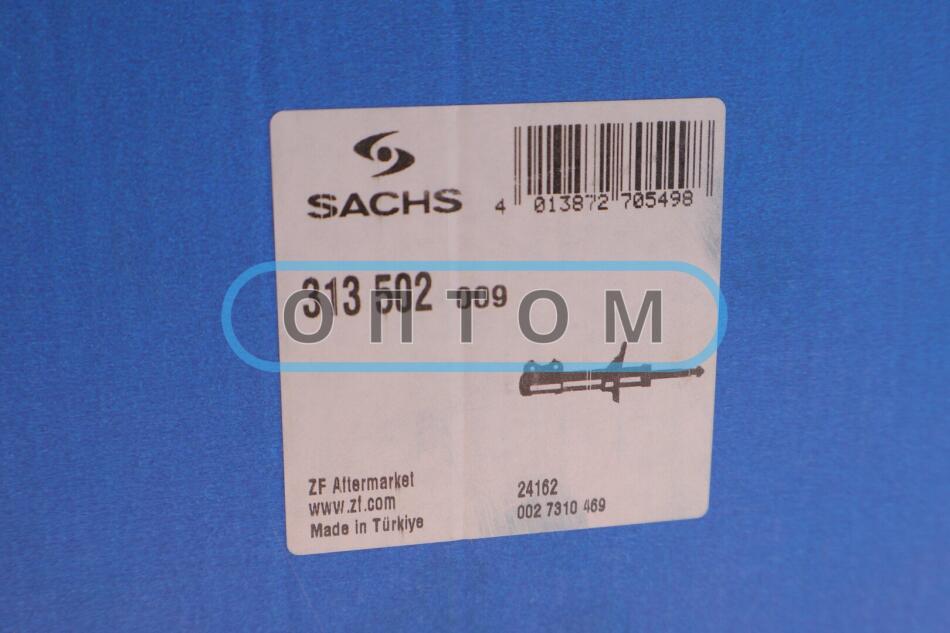 SACHS
4 013872 705498
313 502 009
ОПТОМ
ZF Aftermarket
www.zf.com
Made in Türkiye
24162
002 7310 469